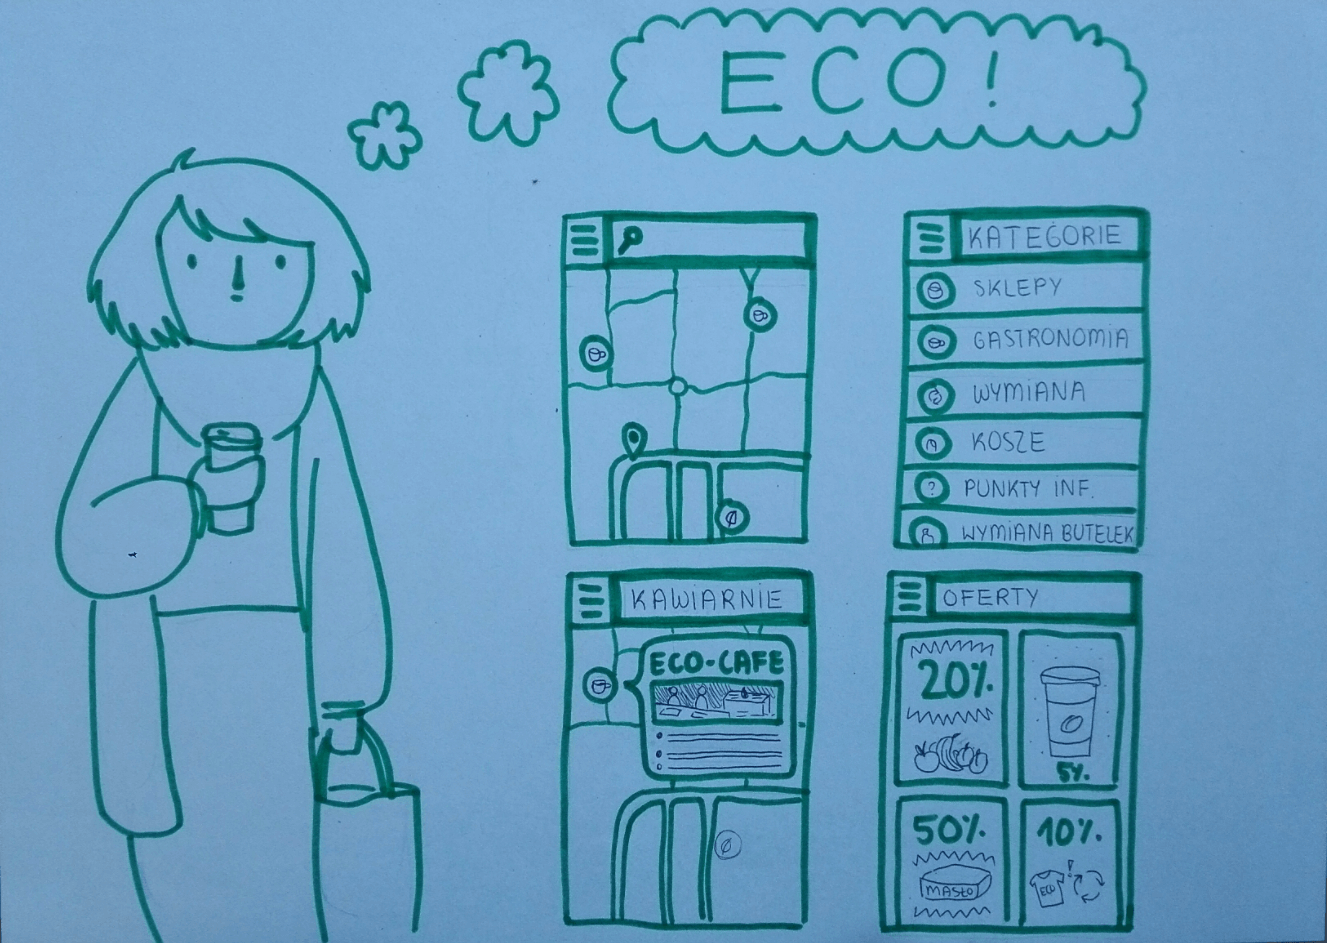 ECO!
KATEGORIE
SKLEPY
GASTRONOMIA
WYMIANA
KOSZE
?
PUNKTY INF.
WYMIANA BUTELEK
KAWIARNIE
ECO-CAFE
OFERTY
20%
5%
50%
MASŁO
10%
ECO
!